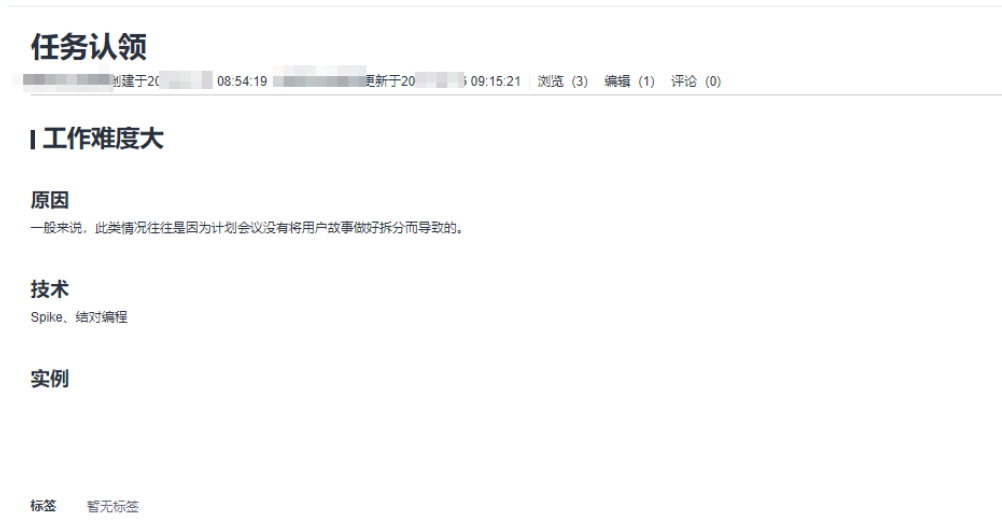 任务认领
创建于20 08:54:19 更新于20 09:15:21 浏览（3） 编辑（1） 评论（0）
工作难度大
原因
一般来说，此类情况往往是因为计划会议没有将用户故事做好拆分而导致的。
技术
Spike、结对编程
实例
标签 暂无标签